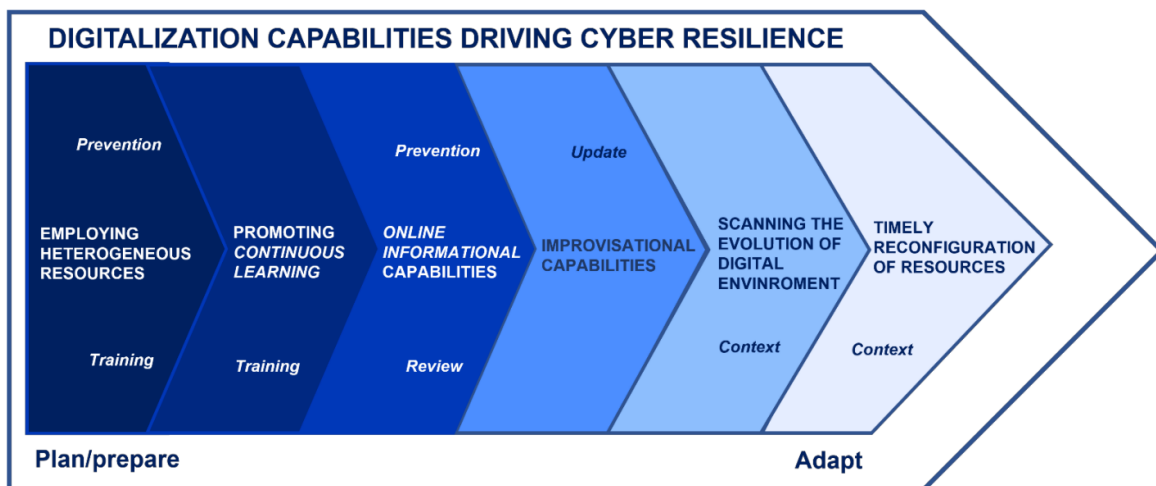 DIGITALIZATION CAPABILITIES DRIVING CYBER RESILIENCE
Prevention
EMPLOYING
HETEROGENEOUS
RESOURCES
Training
PROMOTING
CONTINUOUS
LEARNING
Training
Prevention
ONLINE
INFORMATIONAL
CAPABILITIES
Review
Update
IMPROVISATIONAL
CAPABILITIES
SCANNING THE
EVOLUTION OF
DIGITAL
ENVINROMENT
Context
TIMELY
RECONFIGURATION
OF RESOURCES
Context
Plan/prepare
Adapt